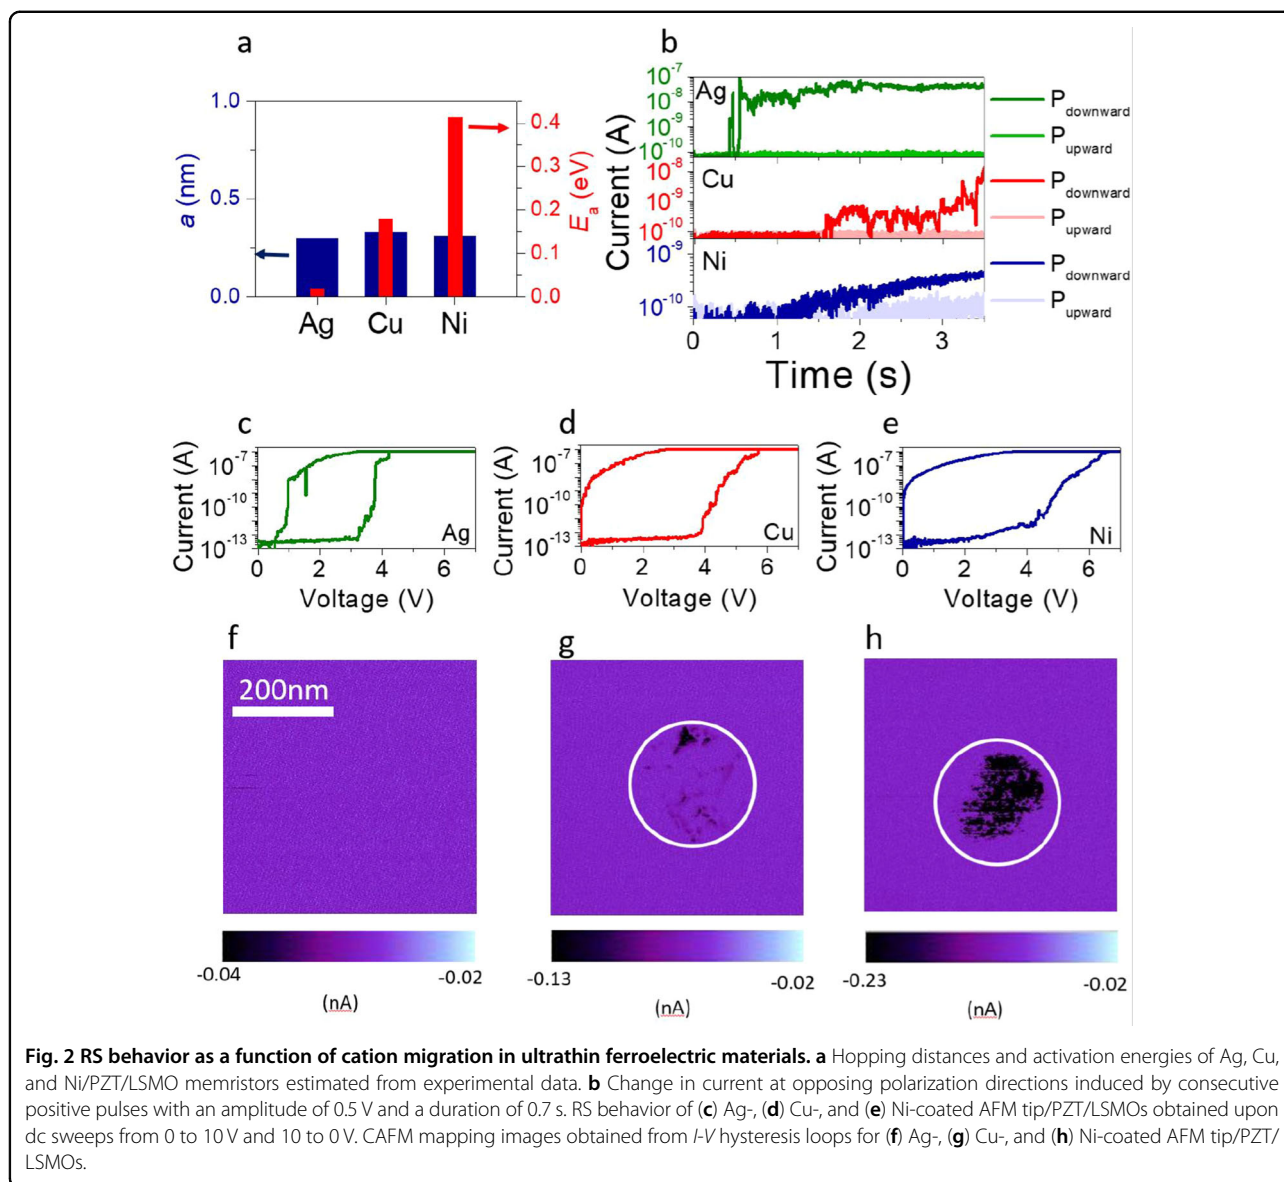 a
1.0
0.5
0.0
a (nm)
0.4
0.3
0.2
0.1
0.0
E_a (eV)
Ag Cu Ni
b
10^-7
10^-8
10^-9
10^-10
Ag
10^-8
10^-9
10^-10
Cu
10^-9
10^-10
Ni
Current (A)
0 1 2 3
Time (s)
P_downward
P_upward
P_downward
P_upward
P_downward
P_upward
c
Current (A)
10^-7
10^-10
10^-13
Ag
0 2 4 6
Voltage (V)
d
Current (A)
10^-7
10^-10
10^-13
Cu
0 2 4 6
Voltage (V)
e
Current (A)
10^-7
10^-10
10^-13
Ni
0 2 4 6
Voltage (V)
f
200nm
-0.04 -0.02
(nA)
g
-0.13 -0.02
(nA)
h
-0.23 -0.02
(nA)
Fig. 2 RS behavior as a function of cation migration in ultrathin ferroelectric materials. a Hopping distances and activation energies of Ag, Cu,
and Ni/PZT/LSMO memristors estimated from experimental data. b Change in current at opposing polarization directions induced by consecutive
positive pulses with an amplitude of 0.5 V and a duration of 0.7 s. RS behavior of (c) Ag-, (d) Cu-, and (e) Ni-coated AFM tip/PZT/LSMOs obtained upon
dc sweeps from 0 to 10 V and 10 to 0 V. CAFM mapping images obtained from I-V hysteresis loops for (f) Ag-, (g) Cu-, and (h) Ni-coated AFM tip/PZT/
LSMOs.